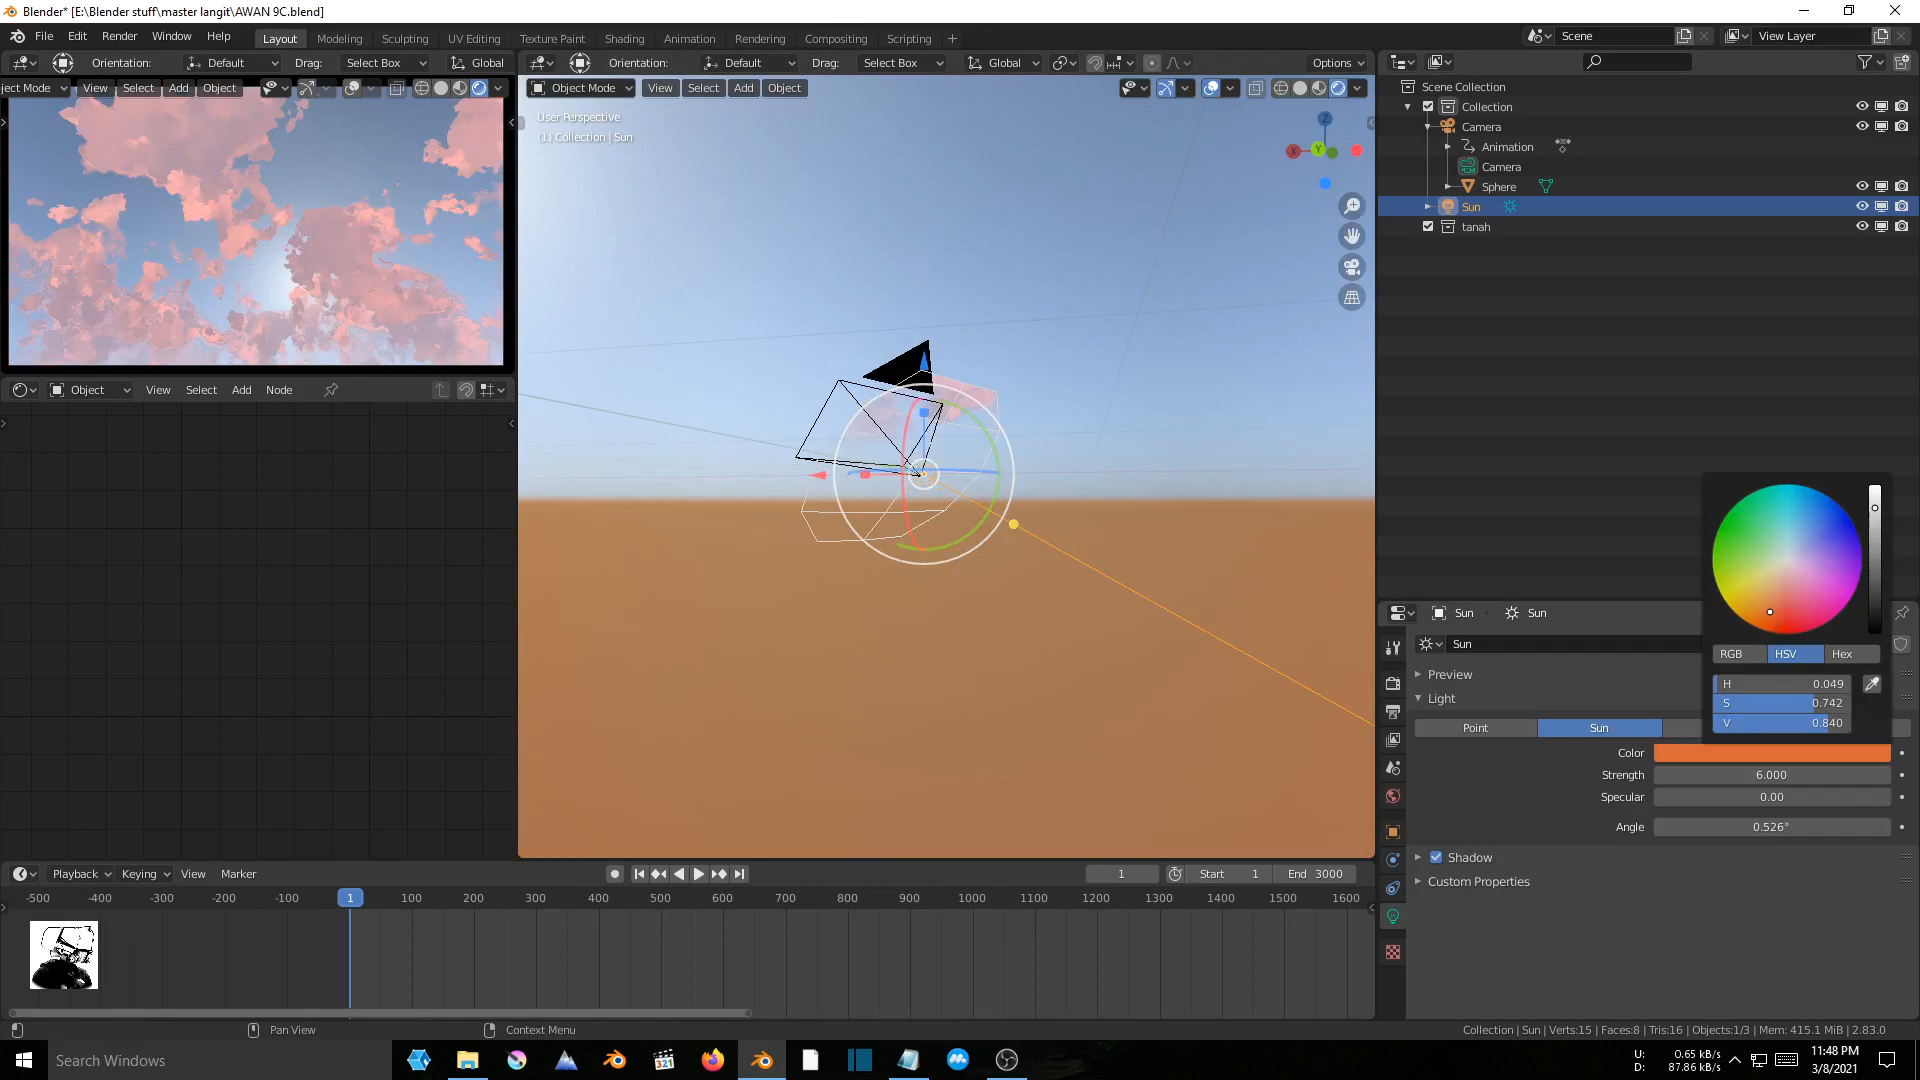 Blender* [E:\Blender stuff\master langit\AWAN 9C.blend]
File Edit Render Window Help Layout Modeling Sculpting UV Editing Texture Paint Shading Animation Rendering Compositing Scripting Scene View Layer
Orientation: Default Drag: Select Box Global
Orientation: Default Drag: Select Box Global Options
ject Mode View Select Add Object
Object Mode View Select Add Object
User Perspective
(1) Collection | Sun
Z
X
Y
Scene Collection
Collection
Camera
Animation
Camera
Sphere
Sun
tanah
Object View Select Add Node
RGB HSV Hex
H 0.049
S 0.742
V 0.840
Sun Sun
Sun
Preview
Light
Point Sun
Color
Strength 6.000
Specular 0.00
Angle 0.526°
Shadow
Custom Properties
Playback Keying View Marker 1 Start 1 End 3000
-500 -400 -300 -200 -100 1 100 200 300 400 500 600 700 800 900 1000 1100 1200 1300 1400 1500 1600
Pan View Context Menu Collection | Sun | Verts:15 | Faces:8 | Tris:16 | Objects:1/3 | Mem: 415.1 MiB | 2.83.0
Search Windows
321
U: 0.65 kB/s
D: 87.86 kB/s
11:48 PM
3/8/2021